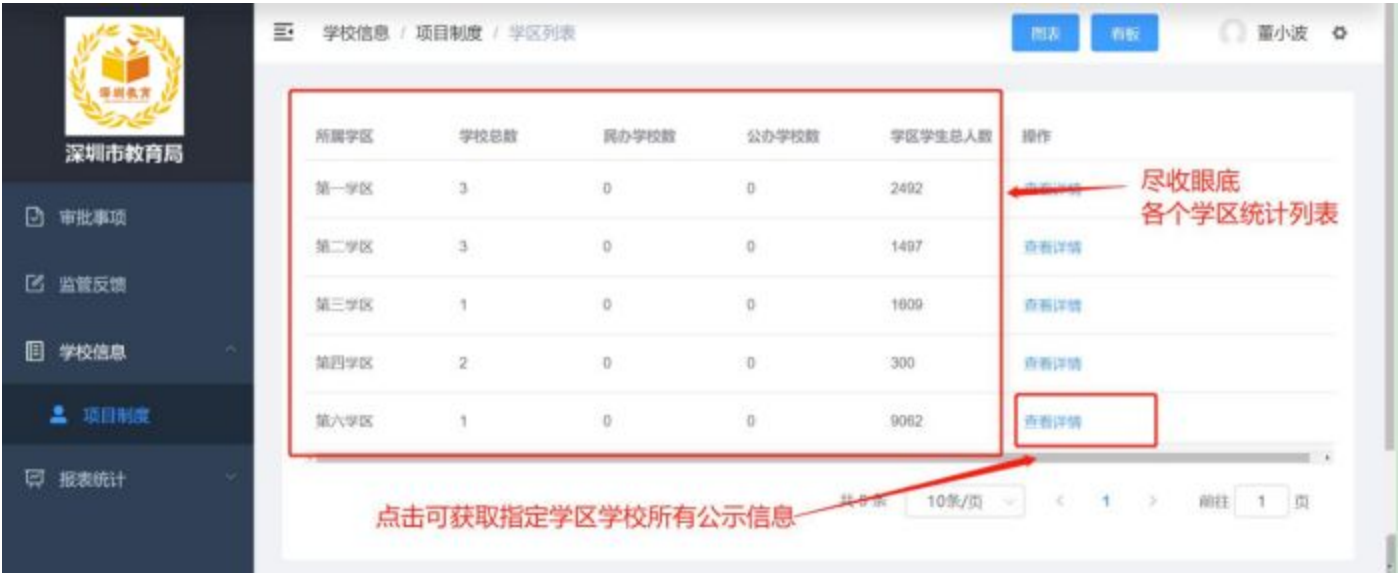 学校信息 / 项目制度 / 学区列表
图表
看板
董小波
深圳教育
深圳市教育局
审批事项
监管反馈
学校信息
项目制度
报表统计
所属学区 学校总数 民办学校数 公办学校数 学区学生总人数 操作
第一学区 3 0 0 2492 查看详情
第二学区 3 0 0 1497 查看详情
第三学区 1 0 0 1609 查看详情
第四学区 2 0 0 300 查看详情
第六学区 1 0 0 9062 查看详情
尽收眼底
各个学区统计列表
点击可获取指定学区学校所有公示信息
10条/页
1
前往 1 页